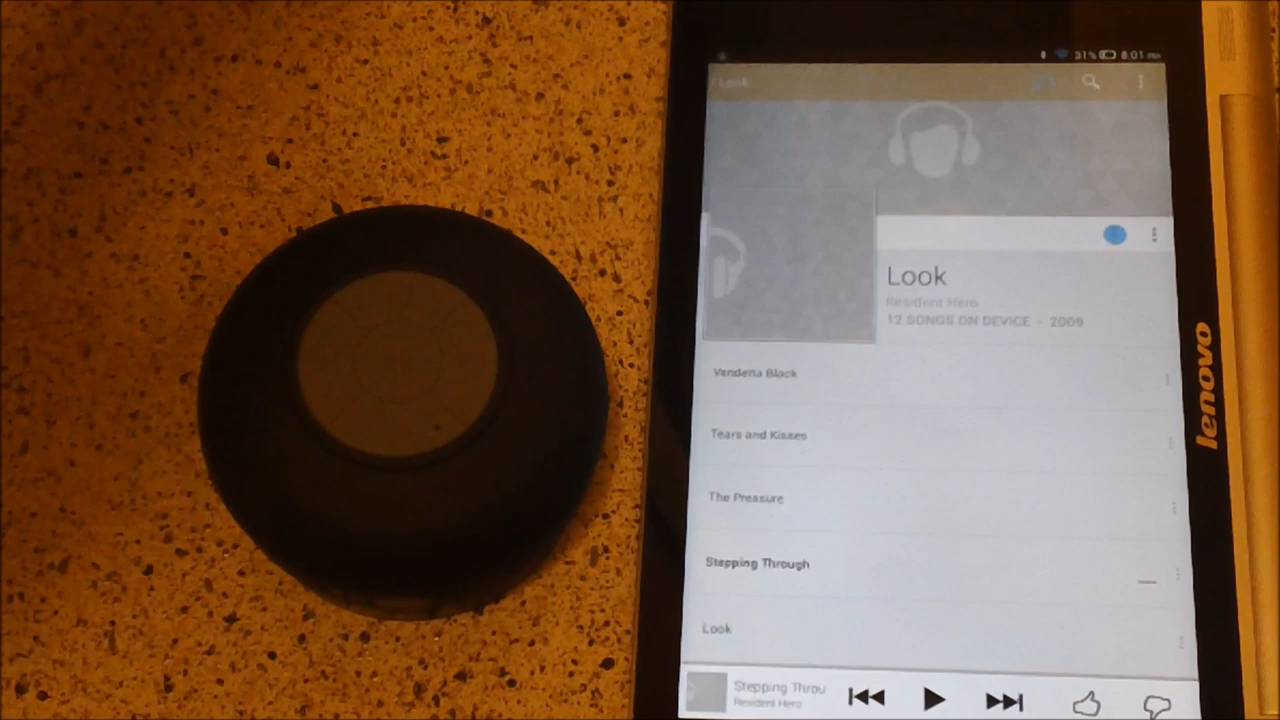 31% 8:01 PM
Look
Look
Resident Hero
12 SONGS ON DEVICE - 2009
Vendetta Black
Tears and Kisses
The Preasure
Stepping Through
Look
Stepping Throu
Resident Hero
lenovo